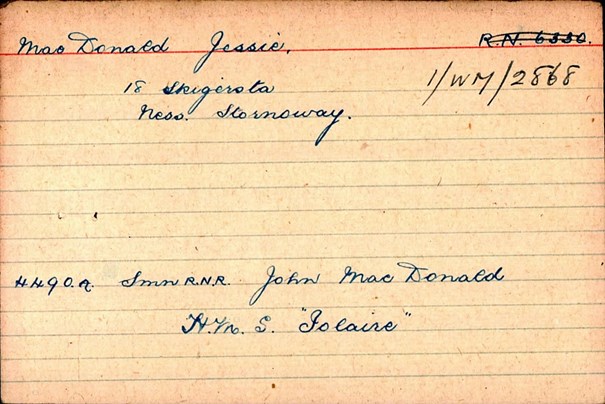 Mac Donald Jessie. R.N. 6330.
18 Skigersta 1/WM/2868
Ness. Stornoway.
4490.A. Smn R.N.R. John Mac Donald
H.M.S. "Iolaire"